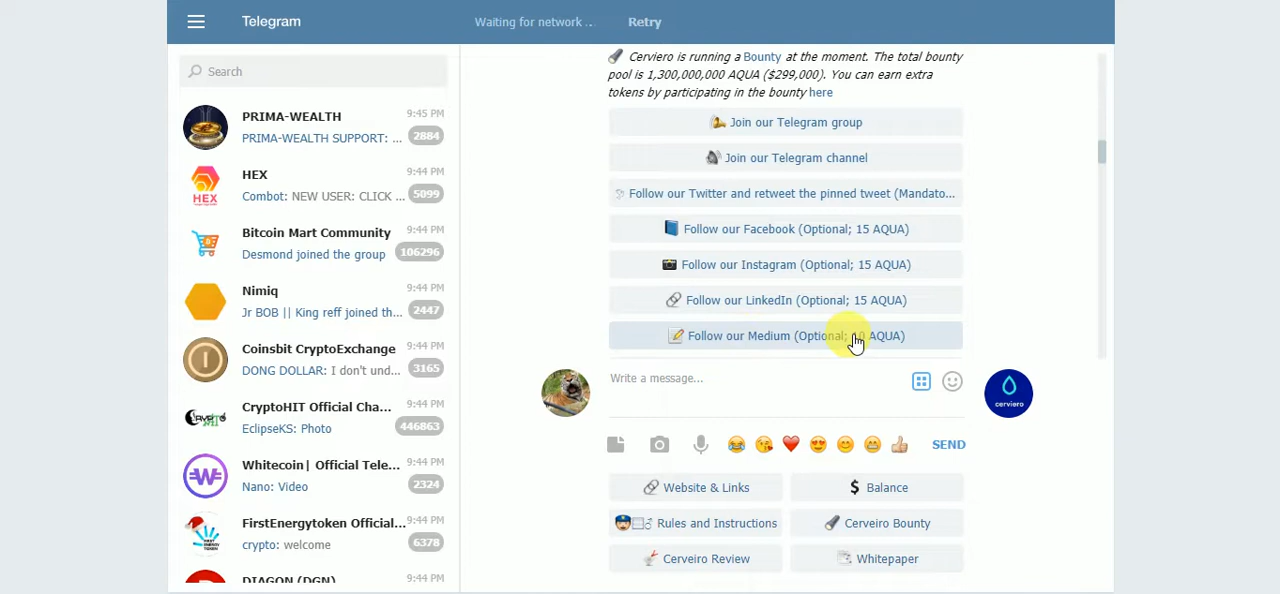 Telegram
Waiting for network ...
Retry
Search
PRIMA-WEALTH
9:45 PM
PRIMA-WEALTH SUPPORT: ...
2884
HEX
9:44 PM
Combot: NEW USER: CLICK ...
5099
HEX
Bitcoin Mart Community
9:44 PM
Desmond joined the group
106296
Nimiq
9:44 PM
Jr BOB || King reff joined th...
2447
Coinsbit CryptoExchange
9:44 PM
DONG DOLLAR: I don't und...
3165
CryptoHIT Official Cha...
9:44 PM
EclipseKS: Photo
446863
Whitecoin| Official Tele...
9:44 PM
Nano: Video
2324
FirstEnergytoken Official...
9:44 PM
crypto: welcome
6378
DIAGON (DGN)
9:44 PM
Cerviero is running a Bounty at the moment. The total bounty
pool is 1,300,000,000 AQUA ($299,000). You can earn extra
tokens by participating in the bounty here
Join our Telegram group
Join our Telegram channel
Follow our Twitter and retweet the pinned tweet (Mandato...
Follow our Facebook (Optional; 15 AQUA)
Follow our Instagram (Optional; 15 AQUA)
Follow our LinkedIn (Optional; 15 AQUA)
Follow our Medium (Optional; 10 AQUA)
Write a message...
cerviero
SEND
Website & Links
Balance
Rules and Instructions
Cerveiro Bounty
Cerveiro Review
Whitepaper